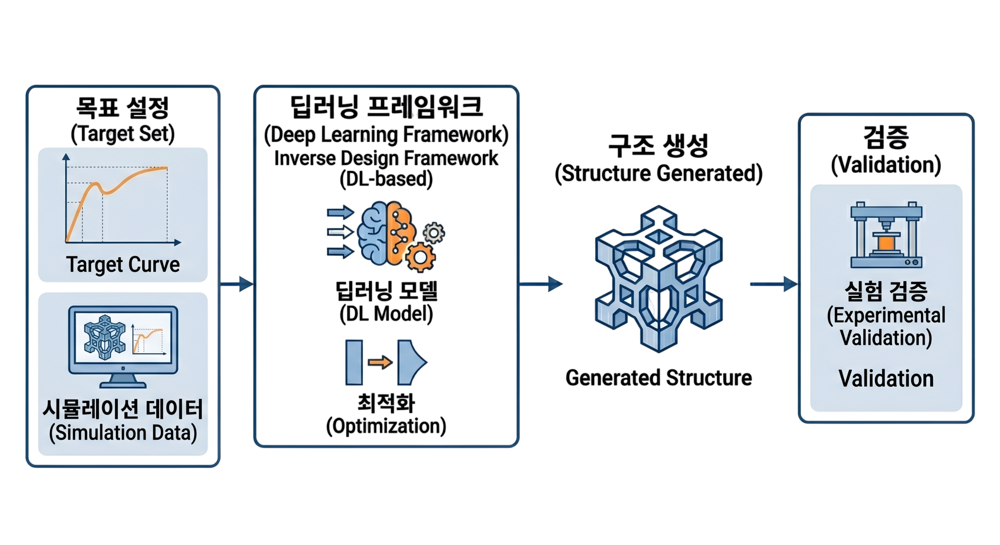 목표 설정
(Target Set)
Target Curve
시뮬레이션 데이터
(Simulation Data)
딥러닝 프레임워크
(Deep Learning Framework)
Inverse Design Framework
(DL-based)
딥러닝 모델
(DL Model)
최적화
(Optimization)
구조 생성
(Structure Generated)
Generated Structure
검증
(Validation)
실험 검증
(Experimental
Validation)
Validation